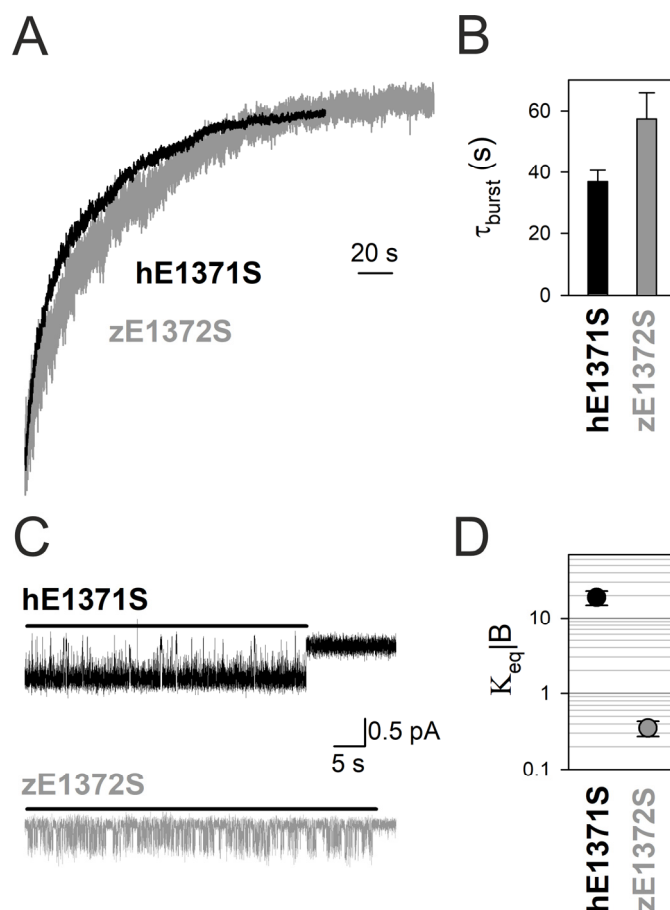 A
hE1371S
zE1372S
20 s
B
τburst (s)
60
40
20
0
hE1371S
zE1372S
C
hE1371S
0.5 pA
5 s
zE1372S
D
Keq|B
10
1
0.1
hE1371S
zE1372S